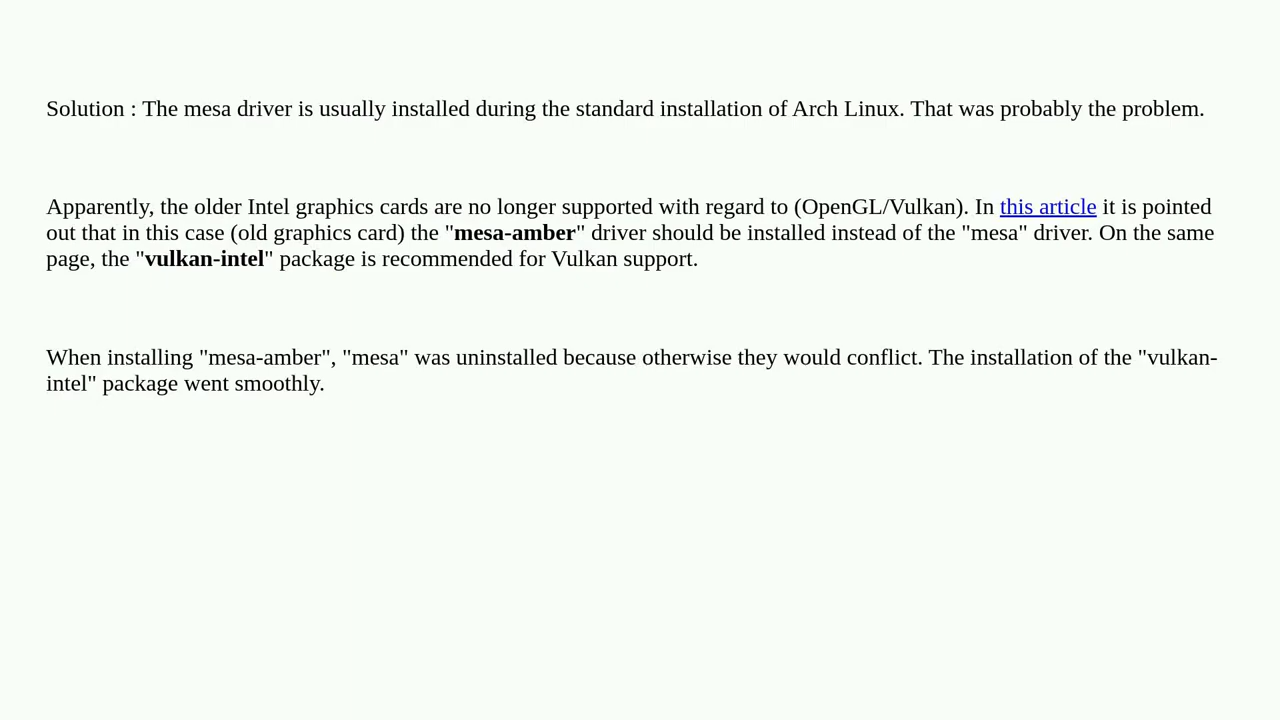 Solution : The mesa driver is usually installed during the standard installation of Arch Linux. That was probably the problem.
Apparently, the older Intel graphics cards are no longer supported with regard to (OpenGL/Vulkan). In this article it is pointed
out that in this case (old graphics card) the "mesa-amber" driver should be installed instead of the "mesa" driver. On the same
page, the "vulkan-intel" package is recommended for Vulkan support.
When installing "mesa-amber", "mesa" was uninstalled because otherwise they would conflict. The installation of the "vulkan-
intel" package went smoothly.